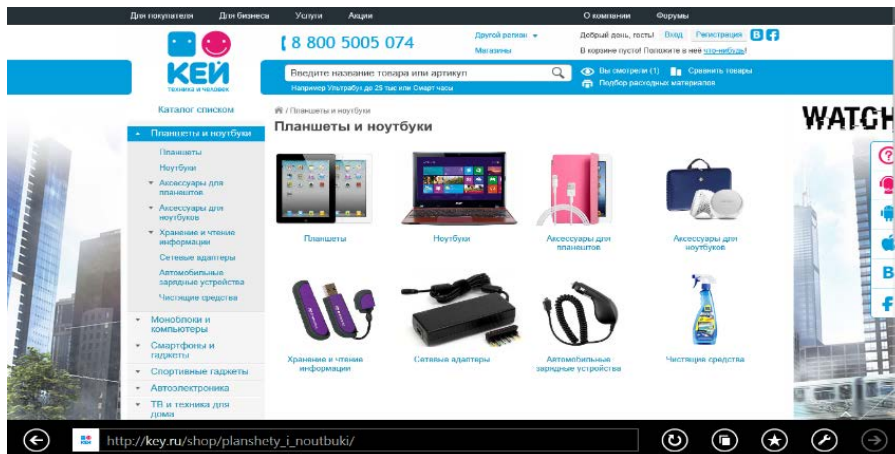 Для покупателя Для бизнеса Услуги Акции О компании Форумы
8 800 5005 074
Другой регион
Магазины
Добрый день, гость! Вход Регистрация
В корзине пусто! Положите в неё что-нибудь!
КЕЙ
техника и человек
Введите название товара или артикул
Например Ультрабук до 25 тыс или Смарт часы
Вы смотрели (1) Сравнить товары
Подбор расходных материалов
Каталог списком
Планшеты и ноутбуки
Планшеты
Ноутбуки
Аксессуары для
планшетов
Аксессуары для
ноутбуков
Хранение и чтение
информации
Сетевые адаптеры
Автомобильные
зарядные устройства
Чистящие средства
Моноблоки и
компьютеры
Смартфоны и
гаджеты
Спортивные гаджеты
Автоэлектроника
ТВ и техника для
дома
/ Планшеты и ноутбуки
Планшеты и ноутбуки
Планшеты
Ноутбуки
Аксессуары для
планшетов
Аксессуары для
ноутбуков
Хранение и чтение
информации
Сетевые адаптеры
Автомобильные
зарядные устройства
Чистящие средства
WATCH
http://key.ru/shop/planshety_i_noutbuki/